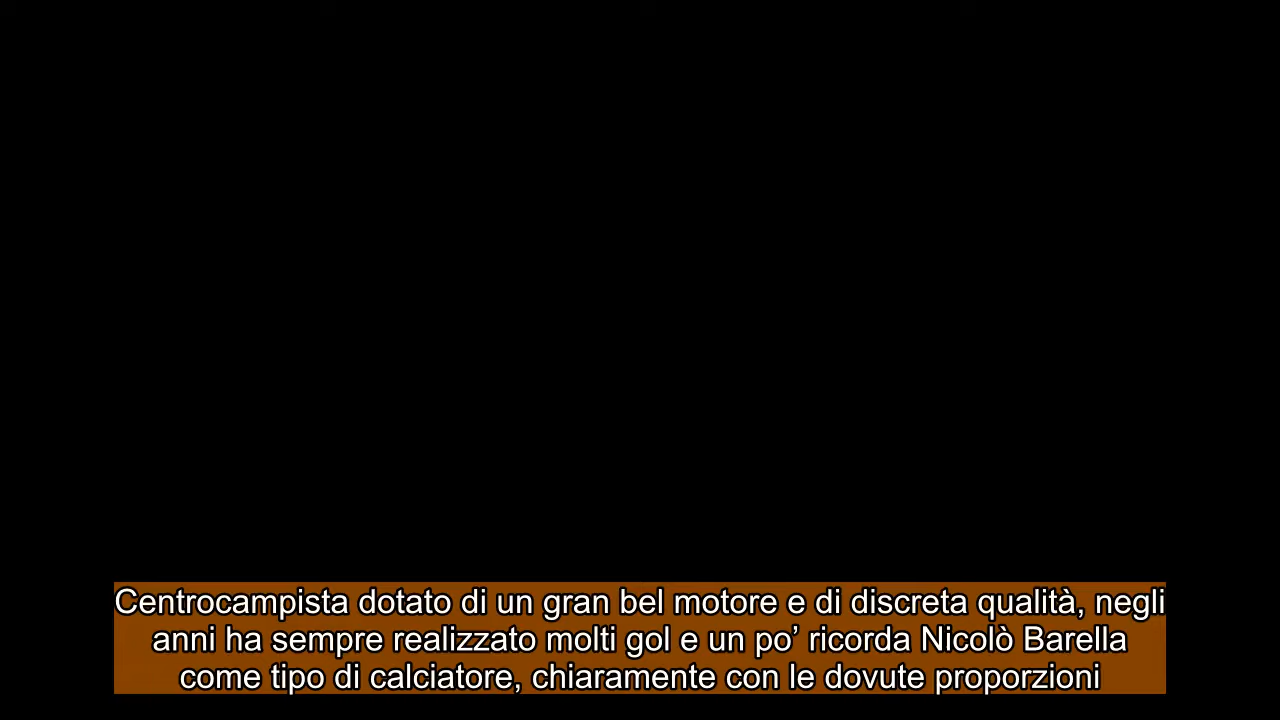 Centrocampista dotato di un gran bel motore e di discreta qualità, negli
anni ha sempre realizzato molti gol e un po’ ricorda Nicolò Barella
come tipo di calciatore, chiaramente con le dovute proporzioni